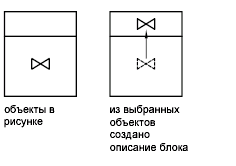 объекты в
рисунке
из выбранных
объектов
создано
описание блока